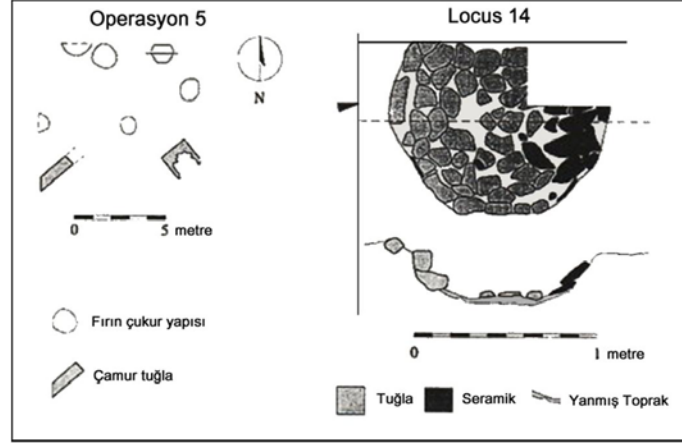 Operasyon 5
N
0 5 metre
Fırın çukur yapısı
Çamur tuğla
Locus 14
0 1 metre
Tuğla Seramik Yanmış Toprak